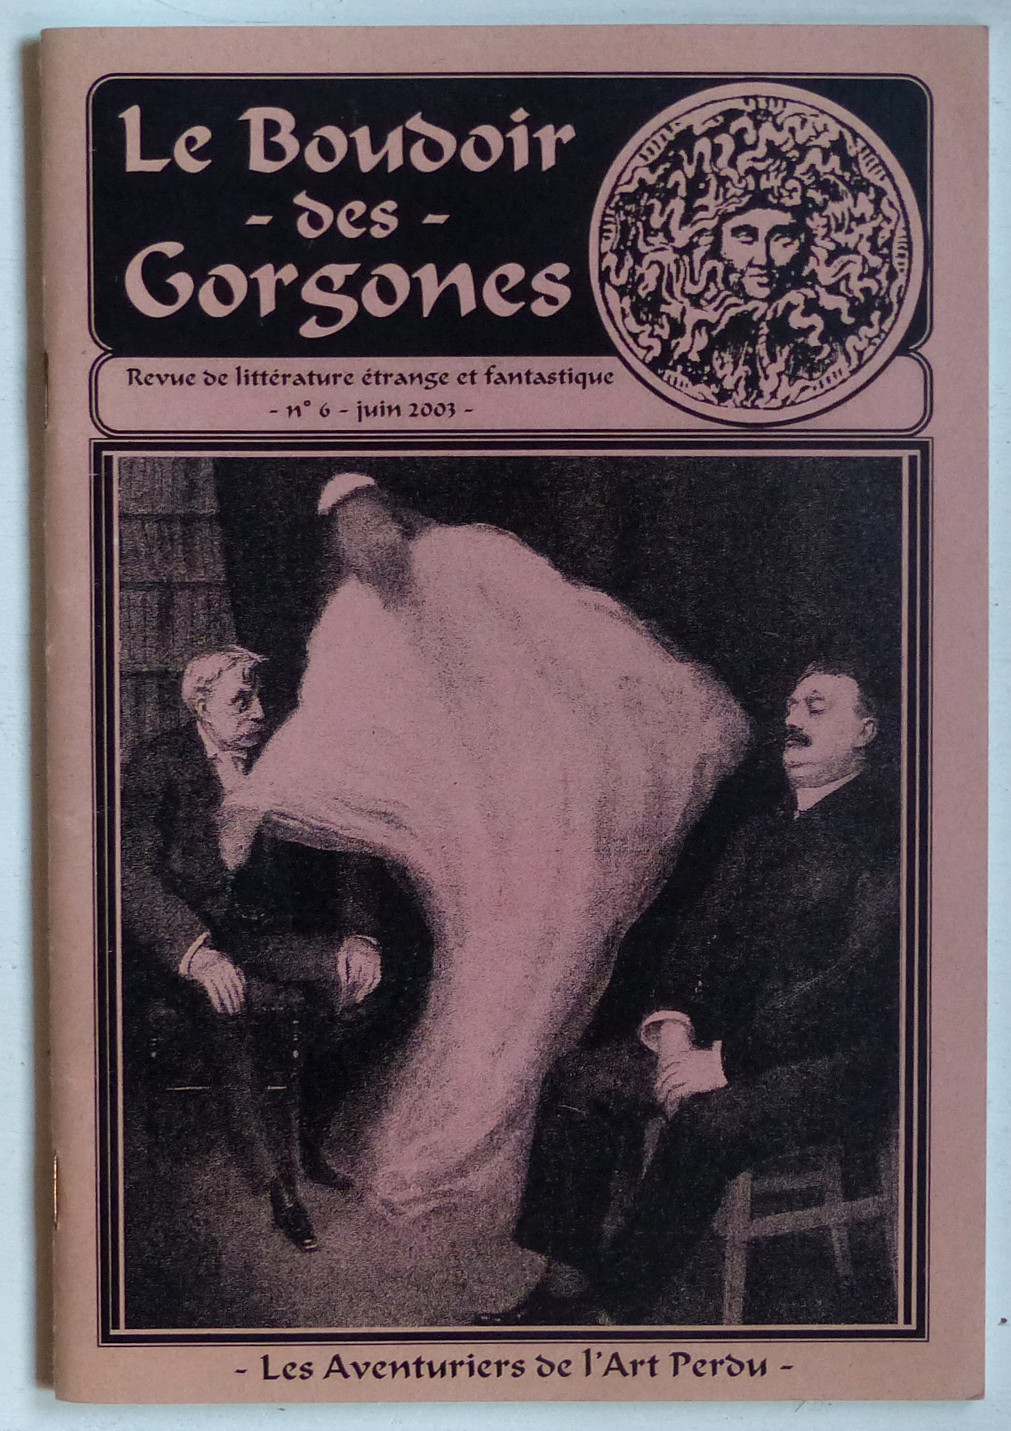 Le Boudoir
- des -
Gorgones
Revue de littérature étrange et fantastique
- n° 6 - juin 2003 -
- Les Aventuriers de l'Art Perdu -